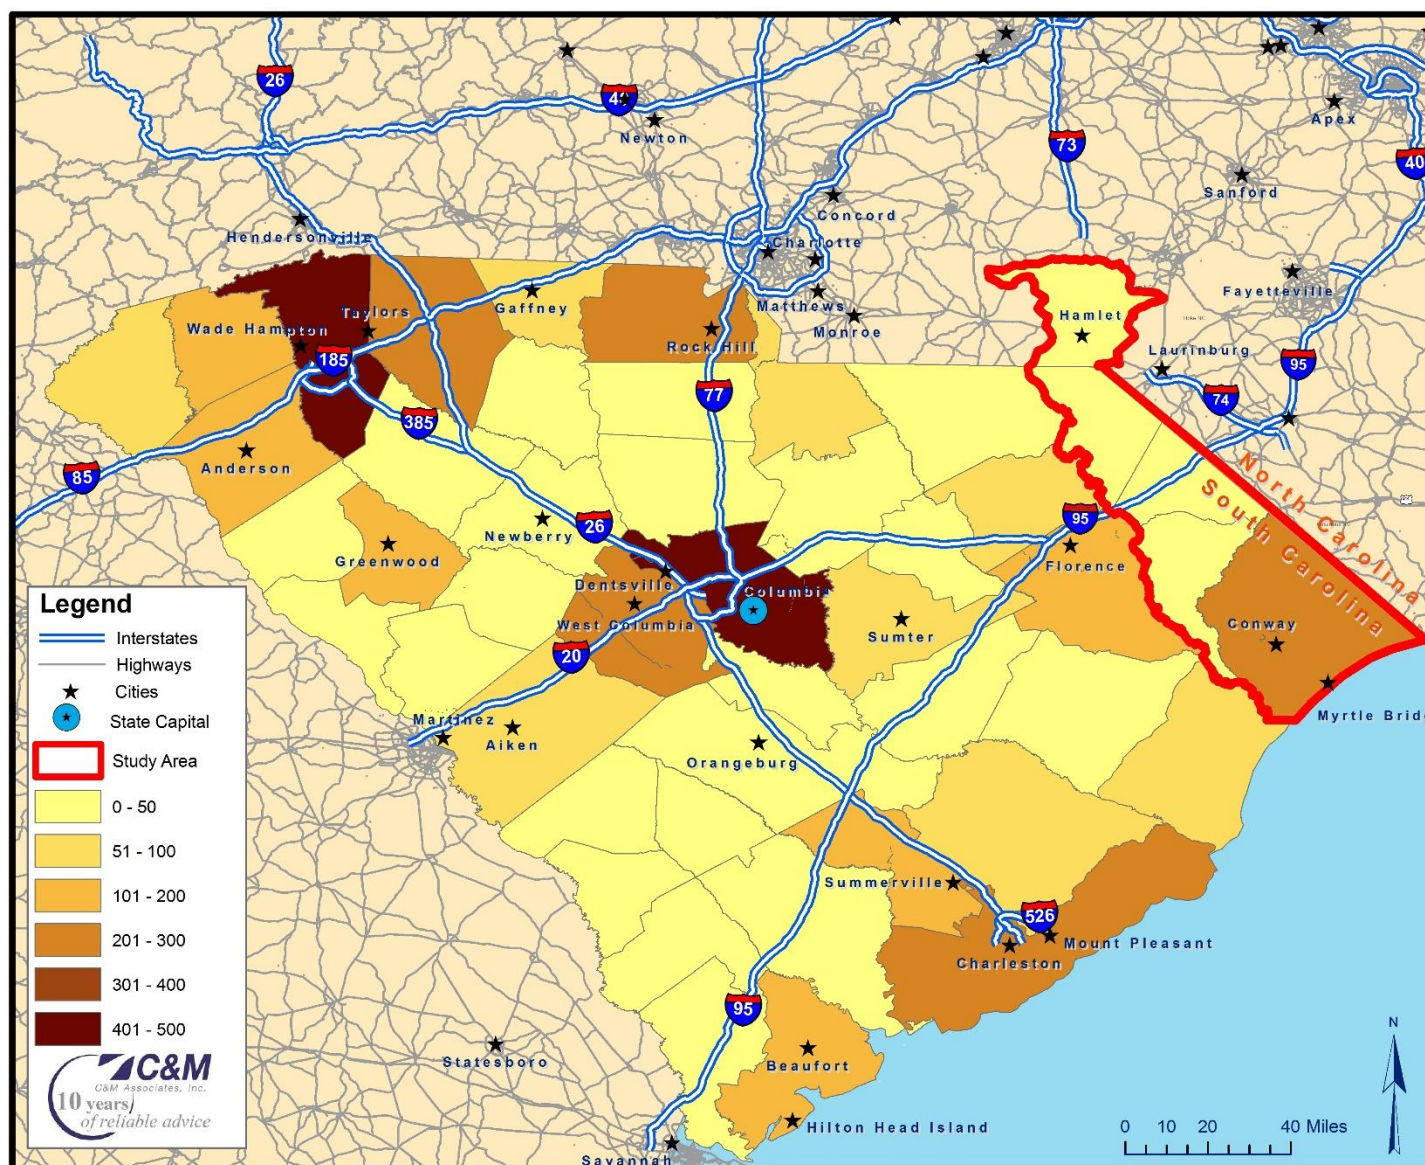 26
40
Newton
73
Apex
40
Sanford
Concord
Hendersonville
Charlotte
Fayetteville
Gaffney
Matthews
Hamlet
Taylors
Wade Hampton
Monroe
Rock Hill
Laurinburg
185
95
77
74
385
Anderson
85
North Carolina
South Carolina
26
95
Newberry
Greenwood
Florence
Dentsville
Columbia
West Columbia
Sumter
Conway
20
Myrtle Bridg
Martinez
Aiken
Orangeburg
Summerville
526
Mount Pleasant
Charleston
95
Statesboro
Beaufort
Hilton Head Island
Savannah
Legend
Interstates
Highways
Cities
State Capital
Study Area
0 - 50
51 - 100
101 - 200
201 - 300
301 - 400
401 - 500
C&M
C&M Associates, Inc.
10 years
of reliable advice
N
0 10 20 40 Miles